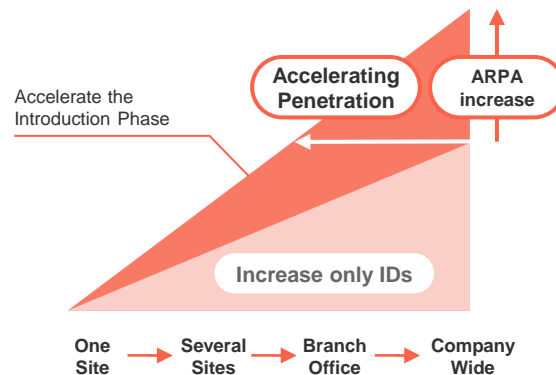 Accelerating
Penetration
ARPA
increase
Accelerate the
Introduction Phase
Increase only IDs
One
Site
Several
Sites
Branch
Office
Company
Wide